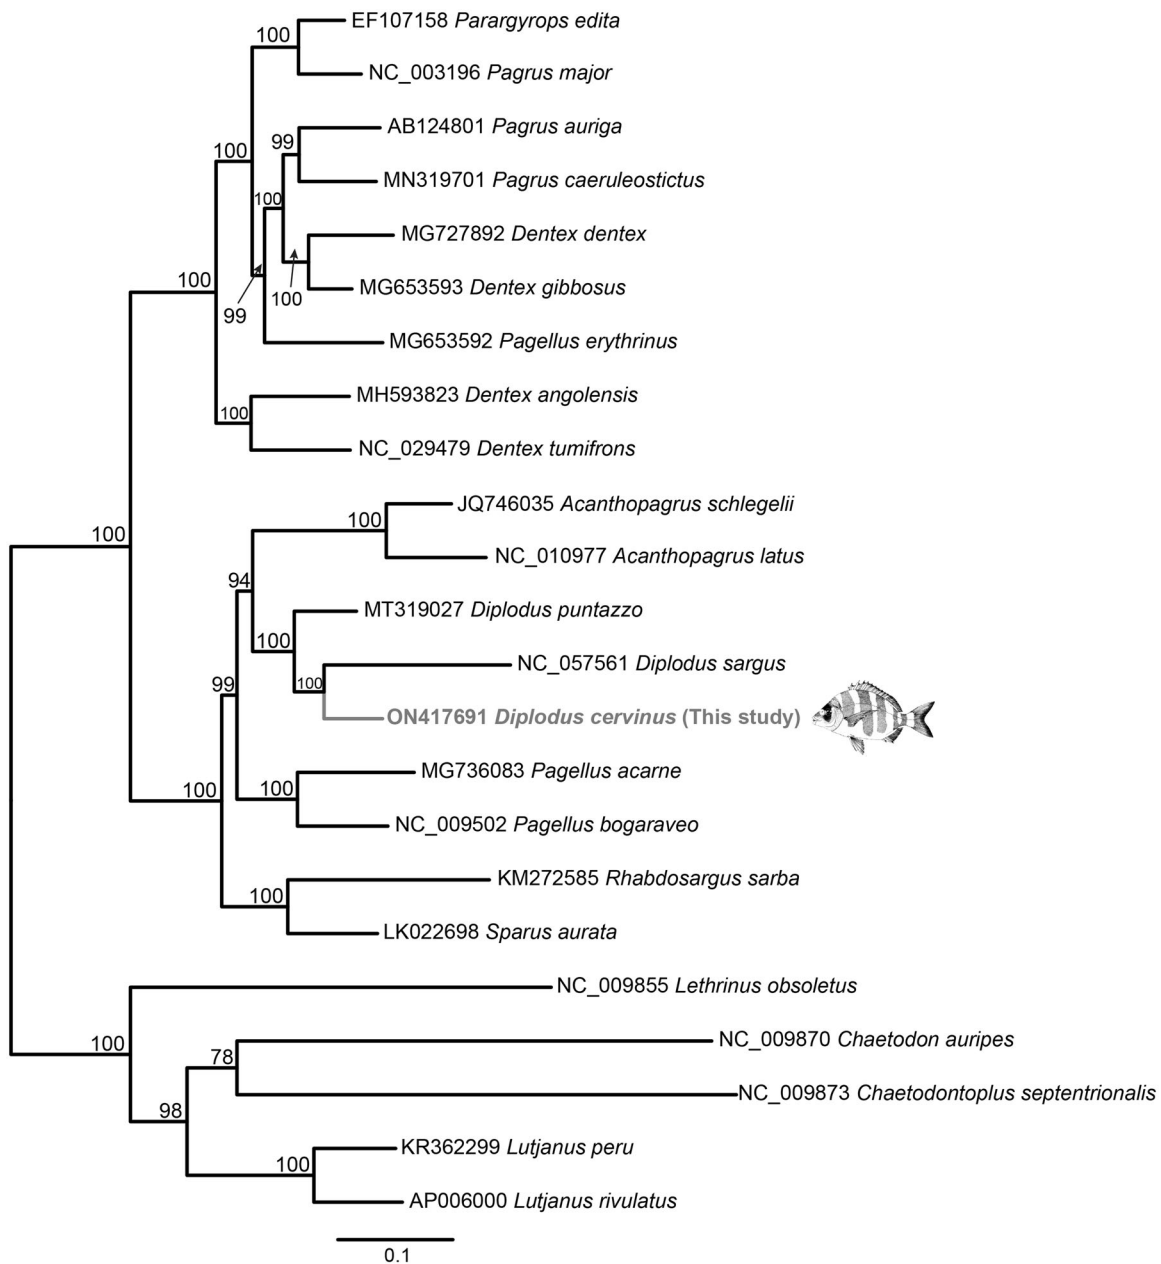 EF107158 Parargyrops edita
100
NC_003196 Pagrus major
AB124801 Pagrus auriga
99
100
MN319701 Pagrus caeruleostictus
100
MG727892 Dentex dentex
100
MG653593 Dentex gibbosus
100
99
MG653592 Pagellus erythrinus
MH593823 Dentex angolensis
100
NC_029479 Dentex tumifrons
JQ746035 Acanthopagrus schlegelii
100
100
NC_010977 Acanthopagrus latus
94
MT319027 Diplodus puntazzo
100
NC_057561 Diplodus sargus
99
100
ON417691 Diplodus cervinus (This study)
MG736083 Pagellus acarne
100
100
NC_009502 Pagellus bogaraveo
KM272585 Rhabdosargus sarba
100
LK022698 Sparus aurata
NC_009855 Lethrinus obsoletus
100
NC_009870 Chaetodon auripes
78
NC_009873 Chaetodontoplus septentrionalis
98
KR362299 Lutjanus peru
100
AP006000 Lutjanus rivulatus
0.1